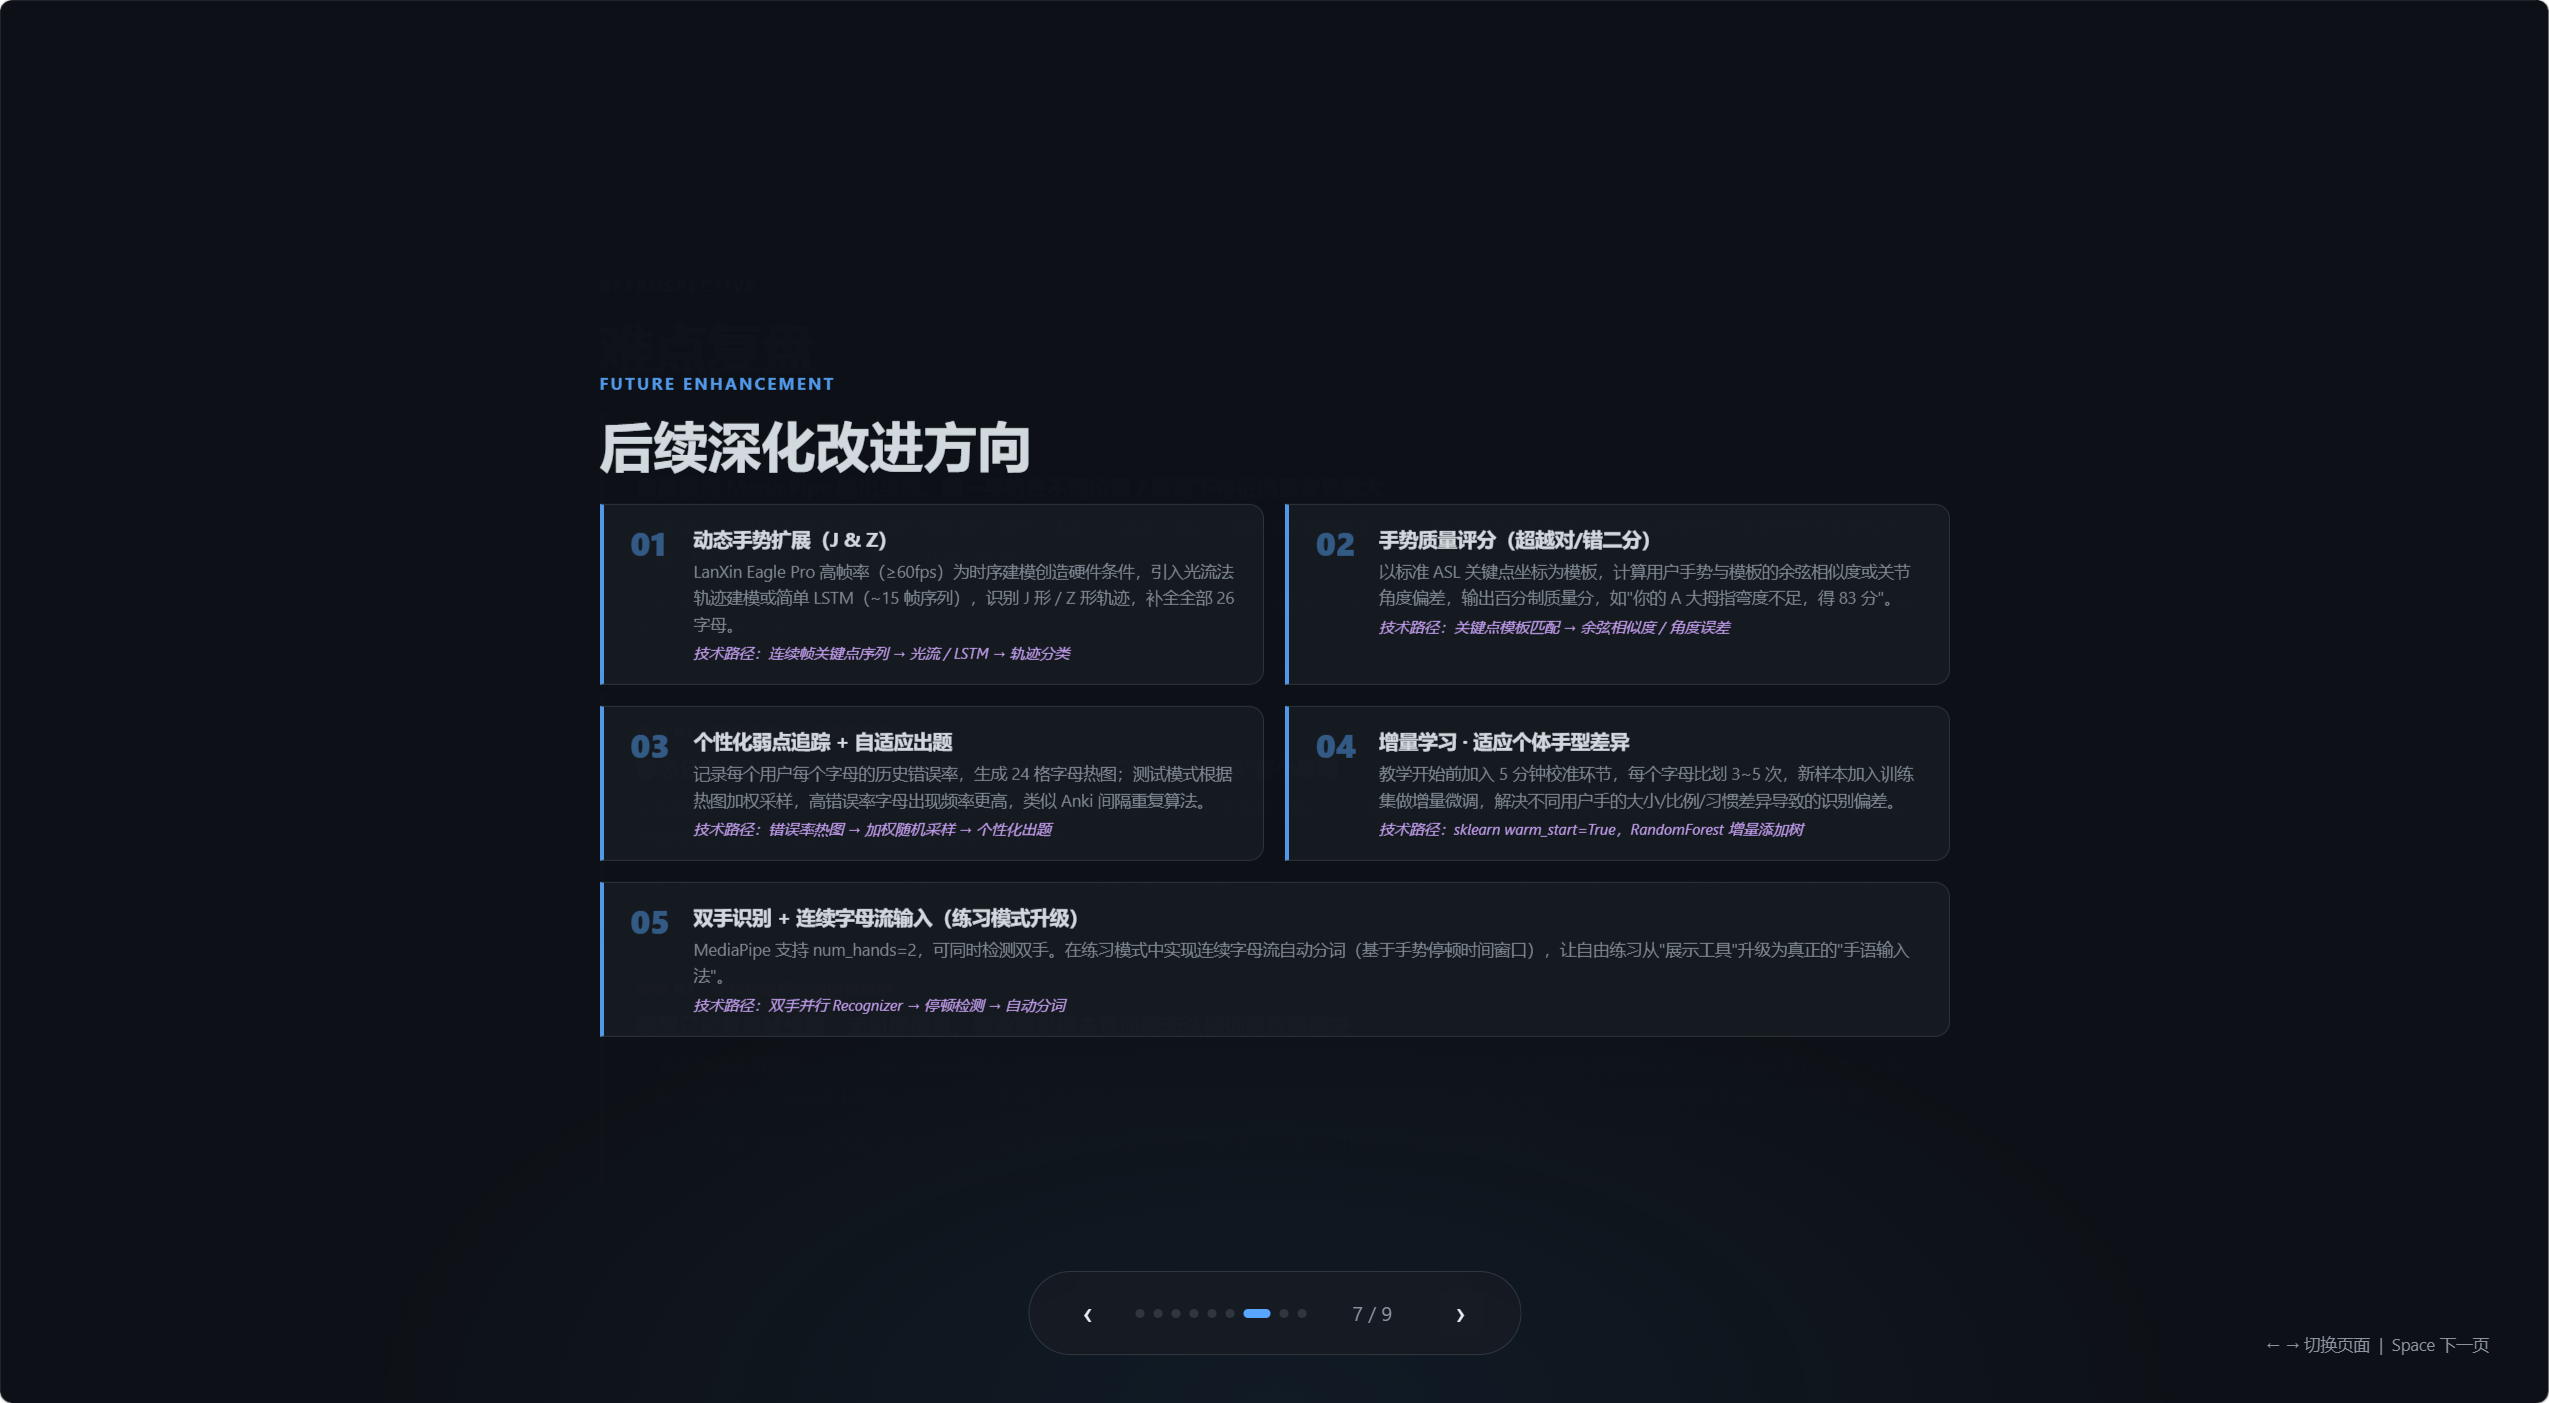 难点复盘
FUTURE ENHANCEMENT
后续深化改进方向
01
动态手势扩展（J & Z）
LanXin Eagle Pro 高帧率（≥60fps）为时序建模创造硬件条件，引入光流法
轨迹建模或简单 LSTM（~15 帧序列），识别 J 形 / Z 形轨迹，补全全部 26
字母。
技术路径：连续帧关键点序列 → 光流 / LSTM → 轨迹分类
02
手势质量评分（超越对/错二分）
以标准 ASL 关键点坐标为模板，计算用户手势与模板的余弦相似度或关节
角度偏差，输出百分制质量分，如"你的 A 大拇指弯度不足，得 83 分"。
技术路径：关键点模板匹配 → 余弦相似度 / 角度误差
03
个性化弱点追踪 + 自适应出题
记录每个用户每个字母的历史错误率，生成 24 格字母热图；测试模式根据
热图加权采样，高错误率字母出现频率更高，类似 Anki 间隔重复算法。
技术路径：错误率热图 → 加权随机采样 → 个性化出题
04
增量学习 · 适应个体手型差异
教学开始前加入 5 分钟校准环节，每个字母比划 3~5 次，新样本加入训练
集做增量微调，解决不同用户手的大小/比例/习惯差异导致的识别偏差。
技术路径：sklearn warm_start=True，RandomForest 增量添加树
05
双手识别 + 连续字母流输入（练习模式升级）
MediaPipe 支持 num_hands=2，可同时检测双手。在练习模式中实现连续字母流自动分词（基于手势停顿时间窗口），让自由练习从"展示工具"升级为真正的"手语输入
法"。
技术路径：双手并行 Recognizer → 停顿检测 → 自动分词
‹
7 / 9
›
← → 切换页面 | Space 下一页